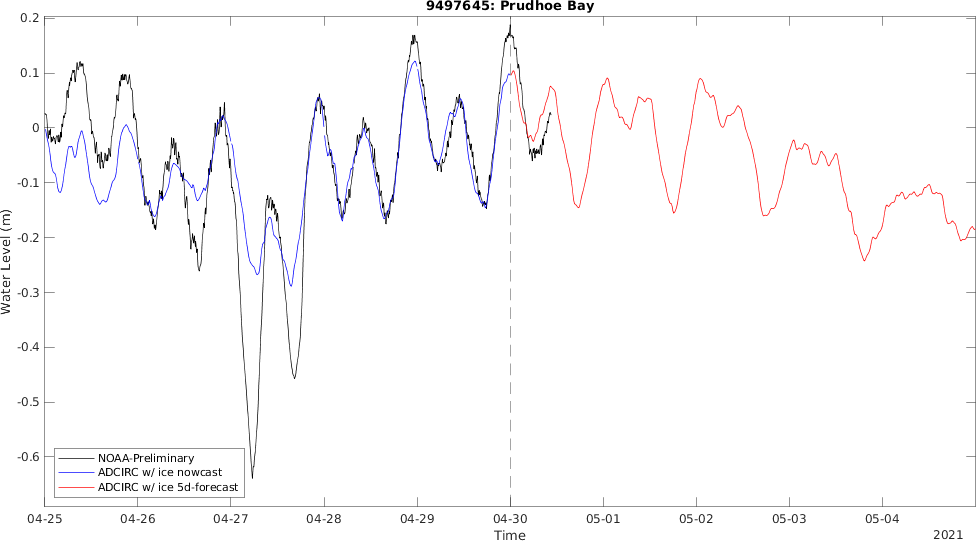 9497645: Prudhoe Bay
0.2
0.1
0
-0.1
-0.2
-0.3
-0.4
-0.5
-0.6
Water Level (m)
NOAA-Preliminary
ADCIRC w/ ice nowcast
ADCIRC w/ ice 5d-forecast
04-25 04-26 04-27 04-28 04-29 04-30 05-01 05-02 05-03 05-04
Time
2021